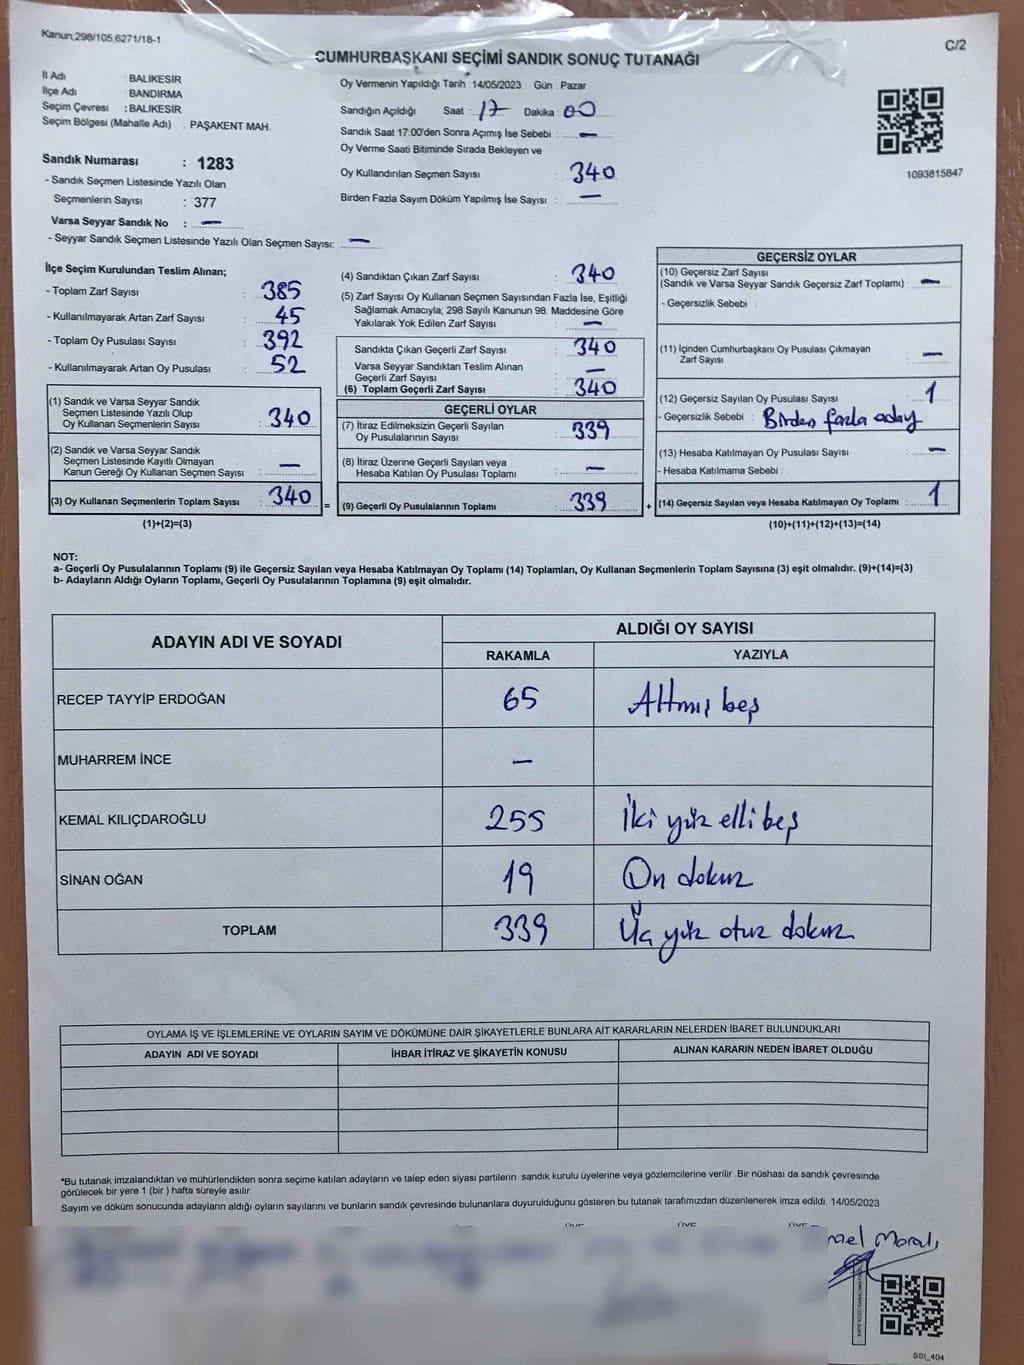 Kanun,298/105,6271/18-1
C/2
CUMHURBAŞKANI SEÇİMİ SANDIK SONUÇ TUTANAĞI
İl Adı : BALIKESİR
İlçe Adı : BANDIRMA
Seçim Çevresi : BALIKESİR
Seçim Bölgesi (Mahalle Adı) : PAŞAKENT MAH.
Sandık Numarası : 1283
- Sandık Seçmen Listesinde Yazılı Olan
Seçmenlerin Sayısı : 377
Varsa Seyyar Sandık No : —
- Seyyar Sandık Seçmen Listesinde Yazılı Olan Seçmen Sayısı: —
Oy Vermenin Yapıldığı Tarih : 14/05/2023 Gün : Pazar
Sandığın Açıldığı Saat : 17 Dakika : 00
Sandık Saat 17:00'den Sonra Açımış İse Sebebi : —
Oy Verme Saati Bitiminde Sırada Bekleyen ve
Oy Kullandırılan Seçmen Sayısı : 340
Birden Fazla Sayım Döküm Yapılmış İse Sayısı : —
1093815847
İlçe Seçim Kurulundan Teslim Alınan;
- Toplam Zarf Sayısı : 385
- Kullanılmayarak Artan Zarf Sayısı : 45
- Toplam Oy Pusulası Sayısı : 392
- Kullanılmayarak Artan Oy Pusulası : 52
(1) Sandık ve Varsa Seyyar Sandık
Seçmen Listesinde Yazılı Olup
Oy Kullanan Seçmenlerin Sayısı : 340
(2) Sandık ve Varsa Seyyar Sandık
Seçmen Listesinde Kayıtlı Olmayan
Kanun Gereği Oy Kullanan Seçmen Sayısı : —
(3) Oy Kullanan Seçmenlerin Toplam Sayısı : 340
(1)+(2)=(3)
=
(4) Sandıktan Çıkan Zarf Sayısı : 340
(5) Zarf Sayısı Oy Kullanan Seçmen Sayısından Fazla İse, Eşitliği
Sağlamak Amacıyla; 298 Sayılı Kanunun 98. Maddesine Göre
Yakılarak Yok Edilen Zarf Sayısı : —
Sandıkta Çıkan Geçerli Zarf Sayısı : 340
Varsa Seyyar Sandıktan Teslim Alınan
Geçerli Zarf Sayısı : —
(6) Toplam Geçerli Zarf Sayısı : 340
GEÇERLİ OYLAR
(7) İtiraz Edilmeksizin Geçerli Sayılan
Oy Pusulalarının Sayısı : 339
(8) İtiraz Üzerine Geçerli Sayılan veya
Hesaba Katılan Oy Pusulası Toplamı : —
(9) Geçerli Oy Pusulalarının Toplamı : 339
+
GEÇERSİZ OYLAR
(10) Geçersiz Zarf Sayısı
(Sandık ve Varsa Seyyar Sandık Geçersiz Zarf Toplamı) : —
- Geçersizlik Sebebi :
(11) İçinden Cumhurbaşkanı Oy Pusulası Çıkmayan
Zarf Sayısı : —
(12) Geçersiz Sayılan Oy Pusulası Sayısı : 1
- Geçersizlik Sebebi : Birden fazla aday
(13) Hesaba Katılmayan Oy Pusulası Sayısı : —
- Hesaba Katılmama Sebebi :
(14) Geçersiz Sayılan veya Hesaba Katılmayan Oy Toplamı : 1
(10)+(11)+(12)+(13)=(14)
NOT:
a- Geçerli Oy Pusulalarının Toplamı (9) ile Geçersiz Sayılan veya Hesaba Katılmayan Oy Toplamı (14) Toplamları, Oy Kullanan Seçmenlerin Toplam Sayısına (3) eşit olmalıdır. (9)+(14)=(3)
b- Adayların Aldığı Oyların Toplamı, Geçerli Oy Pusulalarının Toplamına (9) eşit olmalıdır.
ADAYIN ADI VE SOYADI
ALDIĞI OY SAYISI
RAKAMLA YAZIYLA
RECEP TAYYİP ERDOĞAN 65 Altmış beş
MUHARREM İNCE —
KEMAL KILIÇDAROĞLU 255 İki yüz elli beş
SİNAN OĞAN 19 On dokuz
TOPLAM 339 Üç yüz otuz dokuz
OYLAMA İŞ VE İŞLEMLERİNE VE OYLARIN SAYIM VE DÖKÜMÜNE DAİR ŞİKAYETLERLE BUNLARA AİT KARARLARIN NELERDEN İBARET BULUNDUKLARI
ADAYIN ADI VE SOYADI İHBAR İTİRAZ VE ŞİKAYETİN KONUSU ALINAN KARARIN NEDEN İBARET OLDUĞU
*Bu tutanak imzalandıktan ve mühürlendikten sonra seçime katılan adayların ve talep eden siyasi partilerin sandık kurulu üyelerine veya gözlemcilerine verilir .Bir nüshası da sandık çevresinde
görülecek bir yere 1 (bir ) hafta süreyle asılır.
Sayım ve döküm sonucunda adayların aldığı oyların sayılarını ve bunların sandık çevresinde bulunanlara duyurulduğunu gösteren bu tutanak tarafımızdan düzenlenerek imza edildi. 14/05/2023
SSI_404